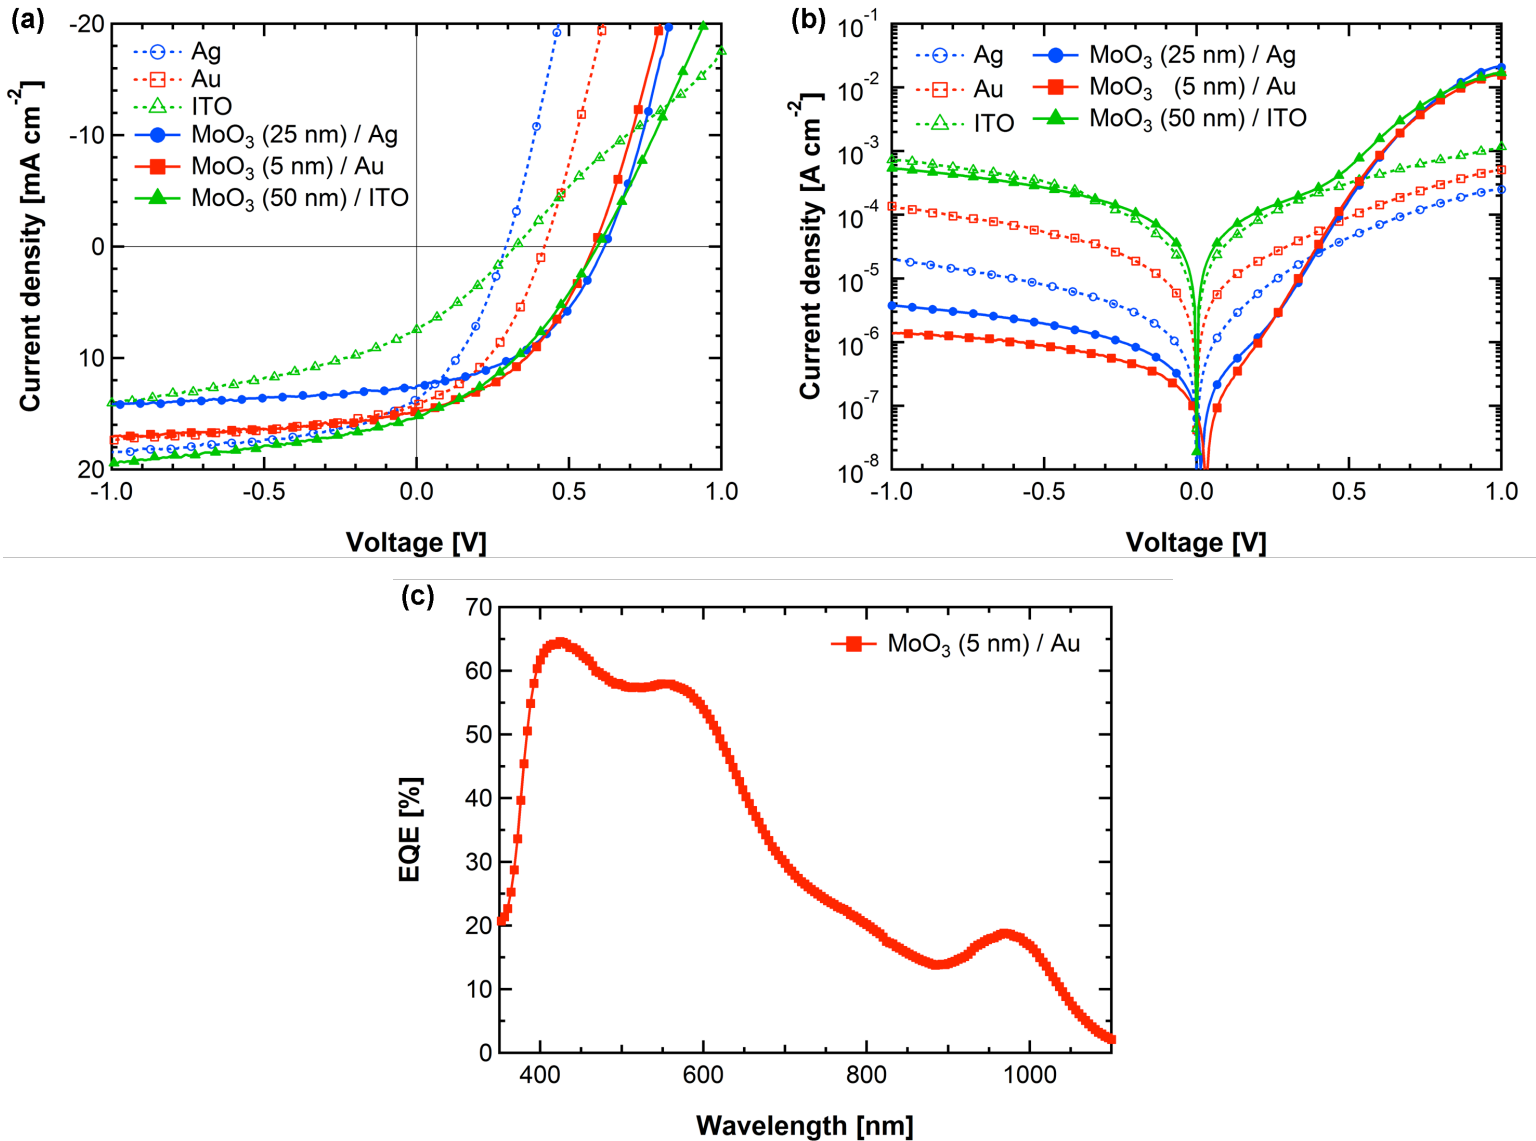 (a)
-20
-10
0
10
20
-1.0 -0.5 0.0 0.5 1.0
Current density [mA cm-2]
Voltage [V]
Ag
Au
ITO
MoO3 (25 nm) / Ag
MoO3 (5 nm) / Au
MoO3 (50 nm) / ITO
(b)
10-1
10-2
10-3
10-4
10-5
10-6
10-7
10-8
-1.0 -0.5 0.0 0.5 1.0
Current density [A cm-2]
Voltage [V]
Ag
Au
ITO
MoO3 (25 nm) / Ag
MoO3 (5 nm) / Au
MoO3 (50 nm) / ITO
(c)
70
60
50
40
30
20
10
0
400 600 800 1000
EQE [%]
Wavelength [nm]
MoO3 (5 nm) / Au